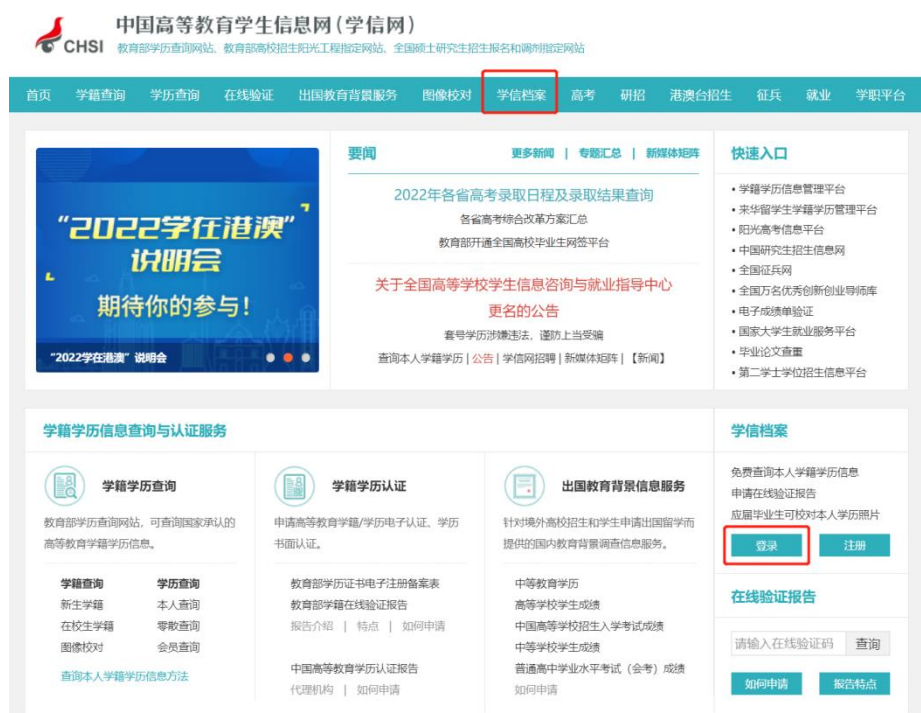 中国高等教育学生信息网(学信网)
CHSI 教育部学历查询网站、教育部高校招生阳光工程指定网站、全国硕士研究生招生报名和调剂指定网站
首页 学籍查询 学历查询 在线验证 出国教育背景服务 图像校对 学信档案 高考 研招 港澳台招生 征兵 就业 学职平台
“2022学在港澳”
说明会
期待你的参与!
“2022学在港澳”说明会
要闻 更多新闻 | 专题汇总 | 新媒体矩阵
2022年各省高考录取日程及录取结果查询
各省高考综合改革方案汇总
教育部开通全国高校毕业生网签平台
关于全国高等学校学生信息咨询与就业指导中心
更名的公告
套号学历涉嫌违法,谨防上当受骗
查询本人学籍学历 | 公告 | 学信网招聘 | 新媒体矩阵 | 【新闻】
快速入口
• 学籍学历信息管理平台
• 来华留学生学籍学历管理平台
• 阳光高考信息平台
• 中国研究生招生信息网
• 全国征兵网
• 全国万名优秀创新创业导师库
• 电子成绩单验证
• 国家大学生就业服务平台
• 毕业论文查重
• 第二学士学位招生信息平台
学籍学历信息查询与认证服务
学籍学历查询
教育部学历查询网站,可查询国家承认的
高等教育学籍学历信息。
学籍查询 学历查询
新生学籍 本人查询
在校生学籍 零散查询
图像校对 会员查询
查询本人学籍学历信息方法
学籍学历认证
申请高等教育学籍/学历电子认证、学历
书面认证。
教育部学历证书电子注册备案表
教育部学籍在线验证报告
报告介绍 | 特点 | 如何申请
中国高等教育学历认证报告
代理机构 | 如何申请
出国教育背景信息服务
针对境外高校招生和学生申请出国留学而
提供的国内教育背景调查信息服务。
中等教育学历
高等学校学生成绩
中国高等学校招生入学考试成绩
中等学校学生成绩
普通高中学业水平考试(会考)成绩
如何申请
学信档案
免费查询本人学籍学历信息
申请在线验证报告
应届毕业生可校对本人学历照片
登录 注册
在线验证报告
请输入在线验证码 查询
如何申请 报告特点